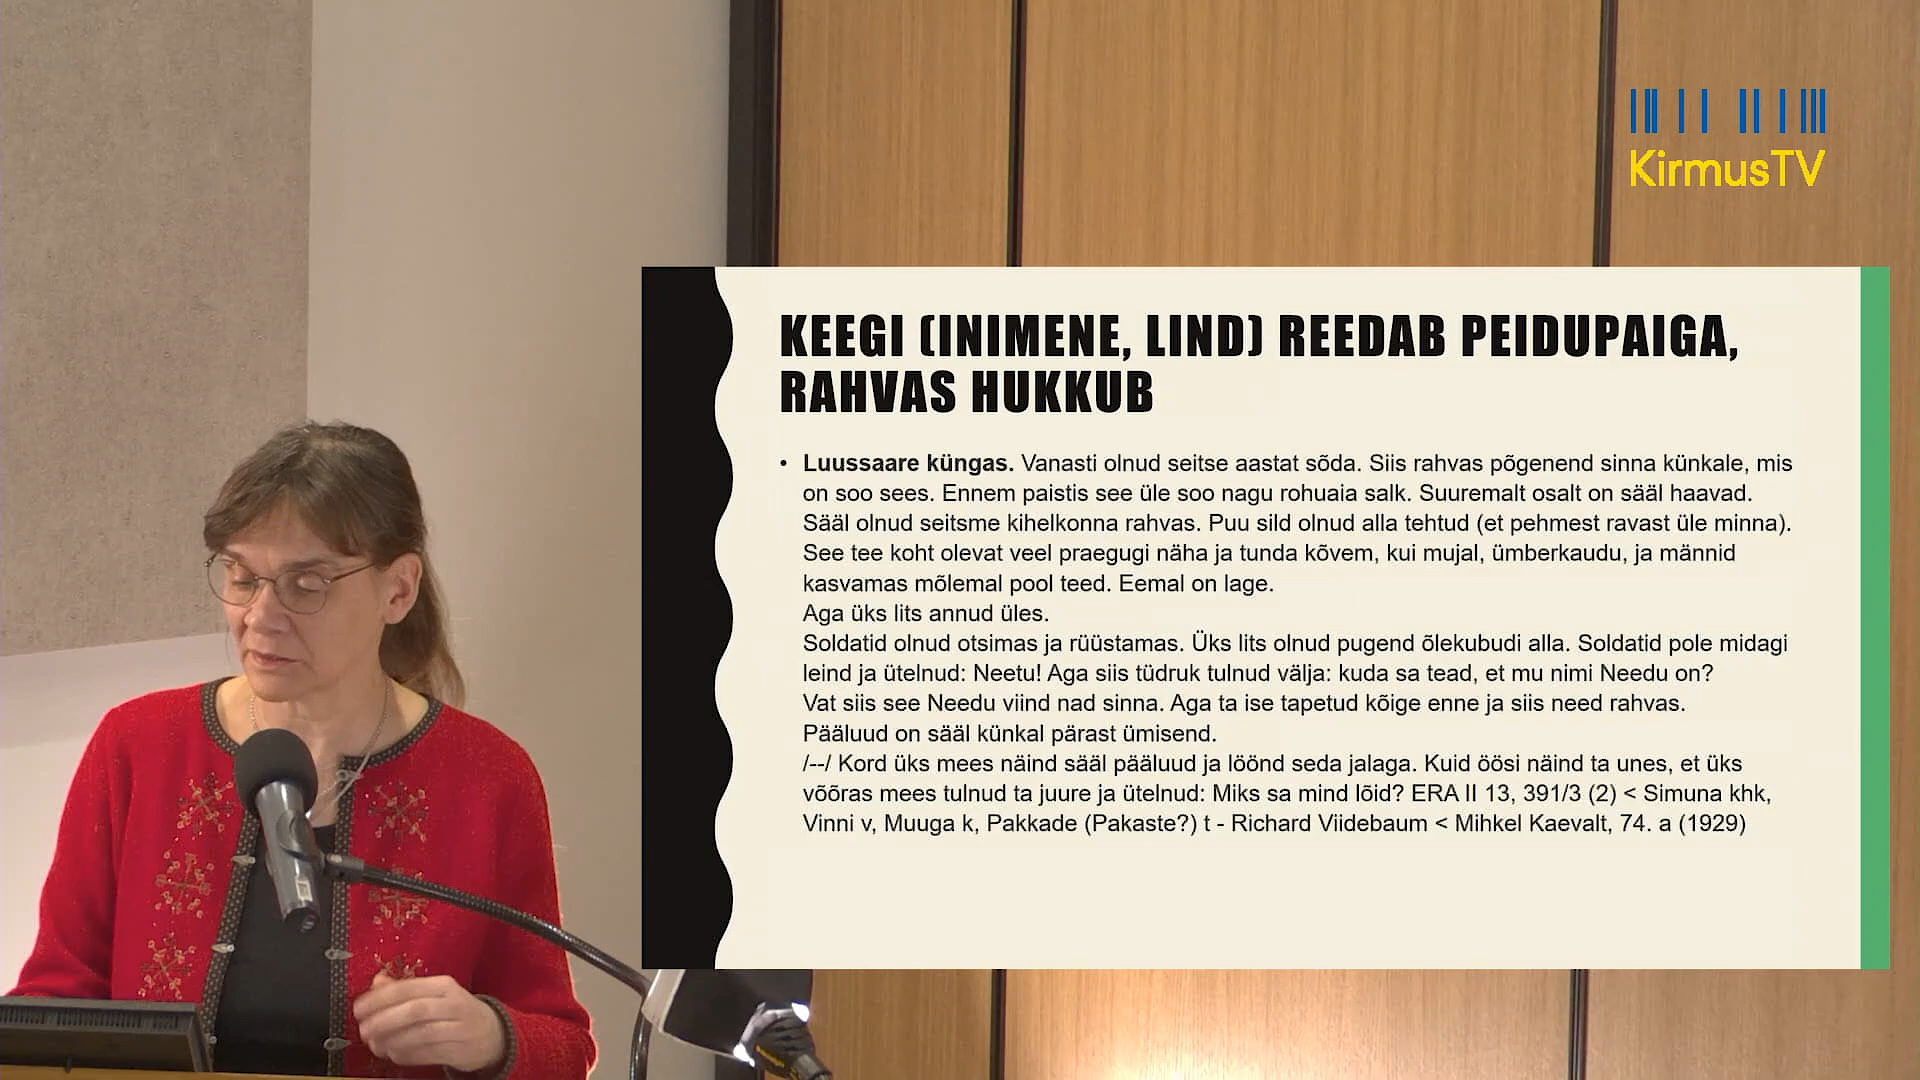 KirmusTV
KEEGI (INIMENE, LIND) REEDAB PEIDUPAIGA,
RAHVAS HUKKUB
• Luussaare küngas. Vanasti olnud seitse aastat sõda. Siis rahvas põgenend sinna künkale, mis
on soo sees. Ennem paistis see üle soo nagu rohuaia salk. Suuremalt osalt on sääl haavad.
Sääl olnud seitsme kihelkonna rahvas. Puu sild olnud alla tehtud (et pehmest ravast üle minna).
See tee koht olevat veel praegugi näha ja tunda kõvem, kui mujal, ümberkaudu, ja männid
kasvamas mõlemal pool teed. Eemal on lage.
Aga üks lits annud üles.
Soldatid olnud otsimas ja rüüstamas. Üks lits olnud pugend õlekubudi alla. Soldatid pole midagi
leind ja ütelnud: Neetu! Aga siis tüdruk tulnud välja: kuda sa tead, et mu nimi Needu on?
Vat siis see Needu viind nad sinna. Aga ta ise tapetud kõige enne ja siis need rahvas.
Pääluud on sääl künkal pärast ümisend.
/--/ Kord üks mees näind sääl pääluud ja löönd seda jalaga. Kuid öösi näind ta unes, et üks
võõras mees tulnud ta juure ja ütelnud: Miks sa mind lõid? ERA II 13, 391/3 (2) < Simuna khk,
Vinni v, Muuga k, Pakkade (Pakaste?) t - Richard Viidebaum < Mihkel Kaevalt, 74. a (1929)